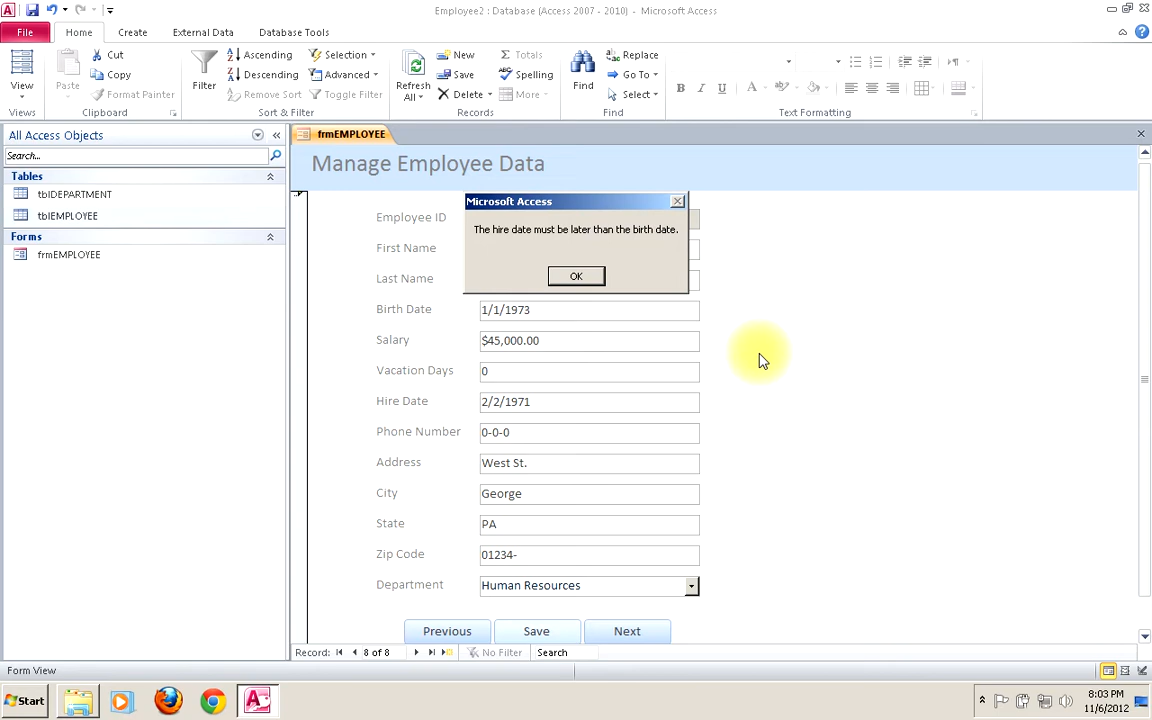 Employee2 : Database (Access 2007 - 2010) - Microsoft Access
File Home Create External Data Database Tools
View Paste Cut Copy Format Painter Filter Ascending Descending Remove Sort Selection Advanced Toggle Filter Refresh All New Save Delete Totals Spelling More Find Replace Go To Select
Views Clipboard Sort & Filter Records Find Text Formatting
All Access Objects
Search...
Tables
tblDEPARTMENT
tblEMPLOYEE
Forms
frmEMPLOYEE
frmEMPLOYEE
Manage Employee Data
Microsoft Access
The hire date must be later than the birth date.
OK
Employee ID
First Name
Last Name
Birth Date 1/1/1973
Salary $45,000.00
Vacation Days 0
Hire Date 2/2/1971
Phone Number 0-0-0
Address West St.
City George
State PA
Zip Code 01234-
Department Human Resources
Previous Save Next
Record: 8 of 8 No Filter Search
Form View
Start
8:03 PM
11/6/2012